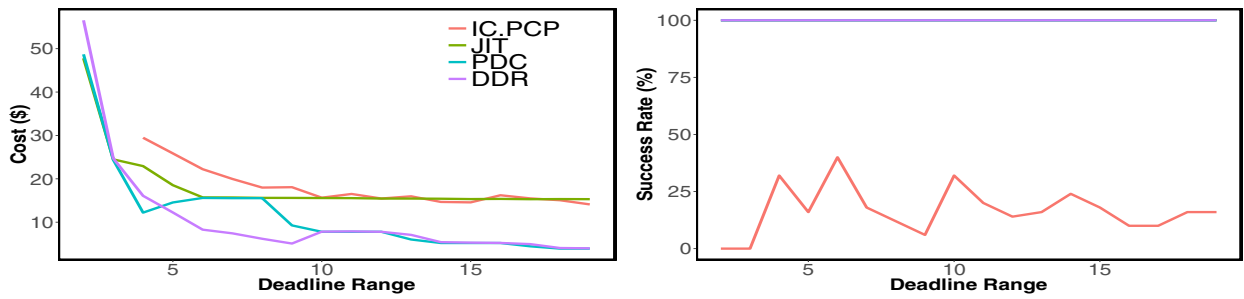 Cost ($)
50
40
30
20
10
5
10
15
Deadline Range
IC.PCP
JIT
PDC
DDR
Success Rate (%)
100
75
50
25
0
5
10
15
Deadline Range